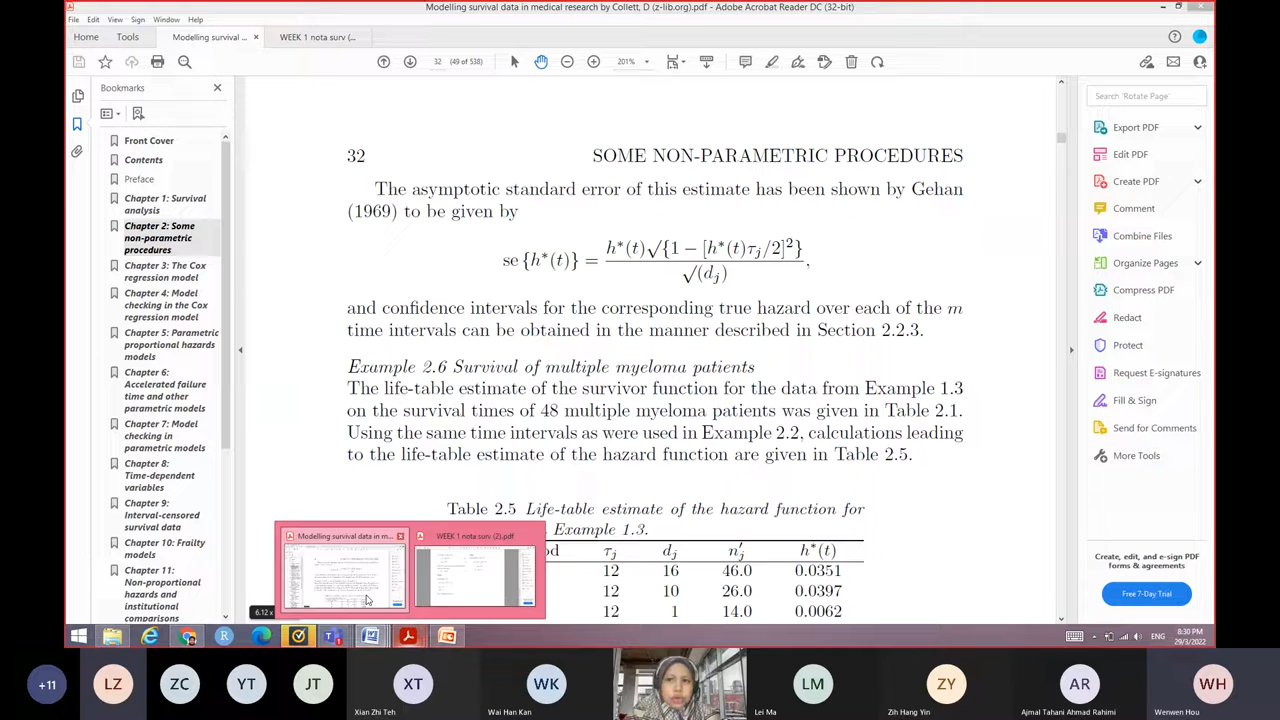 Modelling survival data in medical research by Collett, D (z-lib.org).pdf - Adobe Acrobat Reader DC (32-bit)
File Edit View Sign Window Help
Home Tools Modelling survival ... × WEEK 1 nota surv (...
32 (49 of 538) 201%
Bookmarks
Front Cover
Contents
Preface
Chapter 1: Survival
analysis
Chapter 2: Some
non-parametric
procedures
Chapter 3: The Cox
regression model
Chapter 4: Model
checking in the Cox
regression model
Chapter 5: Parametric
proportional hazards
models
Chapter 6:
Accelerated failure
time and other
parametric models
Chapter 7: Model
checking in
parametric models
Chapter 8:
Time-dependent
variables
Chapter 9:
Interval-censored
survival data
Chapter 10: Frailty
models
Chapter 11:
Non-proportional
hazards and
institutional
comparisons
32 SOME NON-PARAMETRIC PROCEDURES
The asymptotic standard error of this estimate has been shown by Gehan
(1969) to be given by
se {h*(t)} = h*(t)√{1 − [h*(t)τj/2]²} / √(dj),
and confidence intervals for the corresponding true hazard over each of the m
time intervals can be obtained in the manner described in Section 2.2.3.
Example 2.6 Survival of multiple myeloma patients
The life-table estimate of the survivor function for the data from Example 1.3
on the survival times of 48 multiple myeloma patients was given in Table 2.1.
Using the same time intervals as were used in Example 2.2, calculations leading
to the life-table estimate of the hazard function are given in Table 2.5.
Table 2.5 Life-table estimate of the hazard function for
Example 1.3.
od τj dj n′j h*(t)
12 16 46.0 0.0351
12 10 26.0 0.0397
12 1 14.0 0.0062
Modelling survival data in m...
WEEK 1 nota surv (2).pdf
6.12 x
Search 'Rotate Page'
Export PDF
Edit PDF
Create PDF
Comment
Combine Files
Organize Pages
Compress PDF
Redact
Protect
Request E-signatures
Fill & Sign
Send for Comments
More Tools
Create, edit, and e-sign PDF
forms & agreements
Free 7-Day Trial
ENG
8:30 PM
29/3/2022
+11 LZ ZC YT JT XT WK LM ZY AR WH
Xian Zhi Teh Wai Han Kan Lei Ma Zih Hang Yin Ajmal Tahani Ahmad Rahimi Wenwen Hou